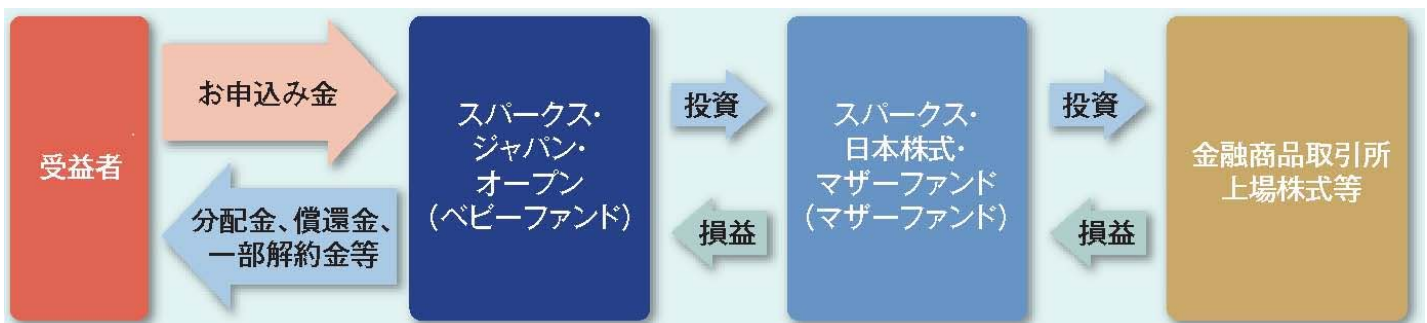 受益者
お申込み金
分配金、償還金、
一部解約金等
スパークス・
ジャパン・
オープン
(ベビーファンド)
投資
損益
スパークス・
日本株式・
マザーファンド
(マザーファンド)
投資
損益
金融商品取引所
上場株式等